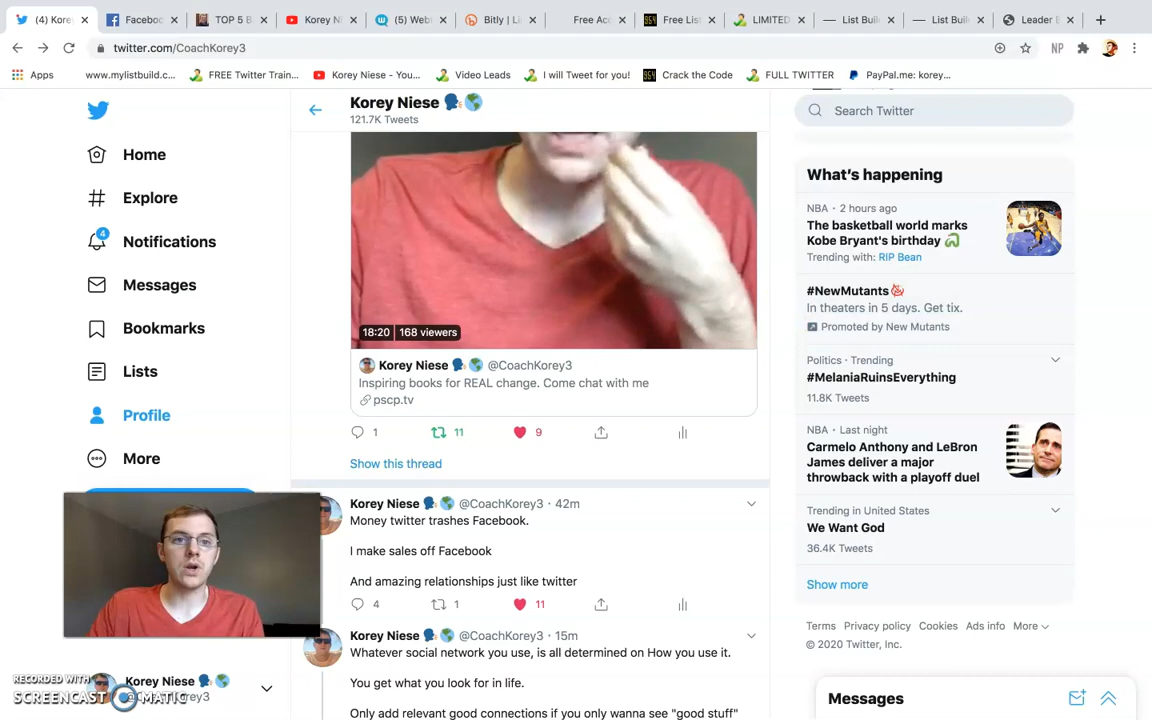 (4) Korey
Facebook
TOP 5 B
Korey Ni
(5) Web
Bitly | Li
Free Acc
Free Lis
LIMITED
List Buil
List Buil
Leader
twitter.com/CoachKorey3
NP
Apps
www.mylistbuild.c...
FREE Twitter Train...
Korey Niese - You...
Video Leads
I will Tweet for you!
Crack the Code
FULL TWITTER
PayPal.me: korey...
Home
Explore
4
Notifications
Messages
Bookmarks
Lists
Profile
More
Korey Niese
121.7K Tweets
18:20 168 viewers
Korey Niese @CoachKorey3
Inspiring books for REAL change. Come chat with me
pscp.tv
1
11
9
Show this thread
Korey Niese @CoachKorey3 · 42m
Money twitter trashes Facebook.
I make sales off Facebook
And amazing relationships just like twitter
4
1
11
Korey Niese @CoachKorey3 · 15m
Whatever social network you use, is all determined on How you use it.
You get what you look for in life.
Only add relevant good connections if you only wanna see "good stuff"
Search Twitter
What's happening
NBA · 2 hours ago
The basketball world marks
Kobe Bryant's birthday
Trending with: RIP Bean
#NewMutants
In theaters in 5 days. Get tix.
Promoted by New Mutants
Politics · Trending
#MelaniaRuinsEverything
11.8K Tweets
NBA · Last night
Carmelo Anthony and LeBron
James deliver a major
throwback with a playoff duel
Trending in United States
We Want God
36.4K Tweets
Show more
Terms Privacy policy Cookies Ads info More
© 2020 Twitter, Inc.
Messages
Korey Niese
RECORDED WITH
SCREENCAST MATIC